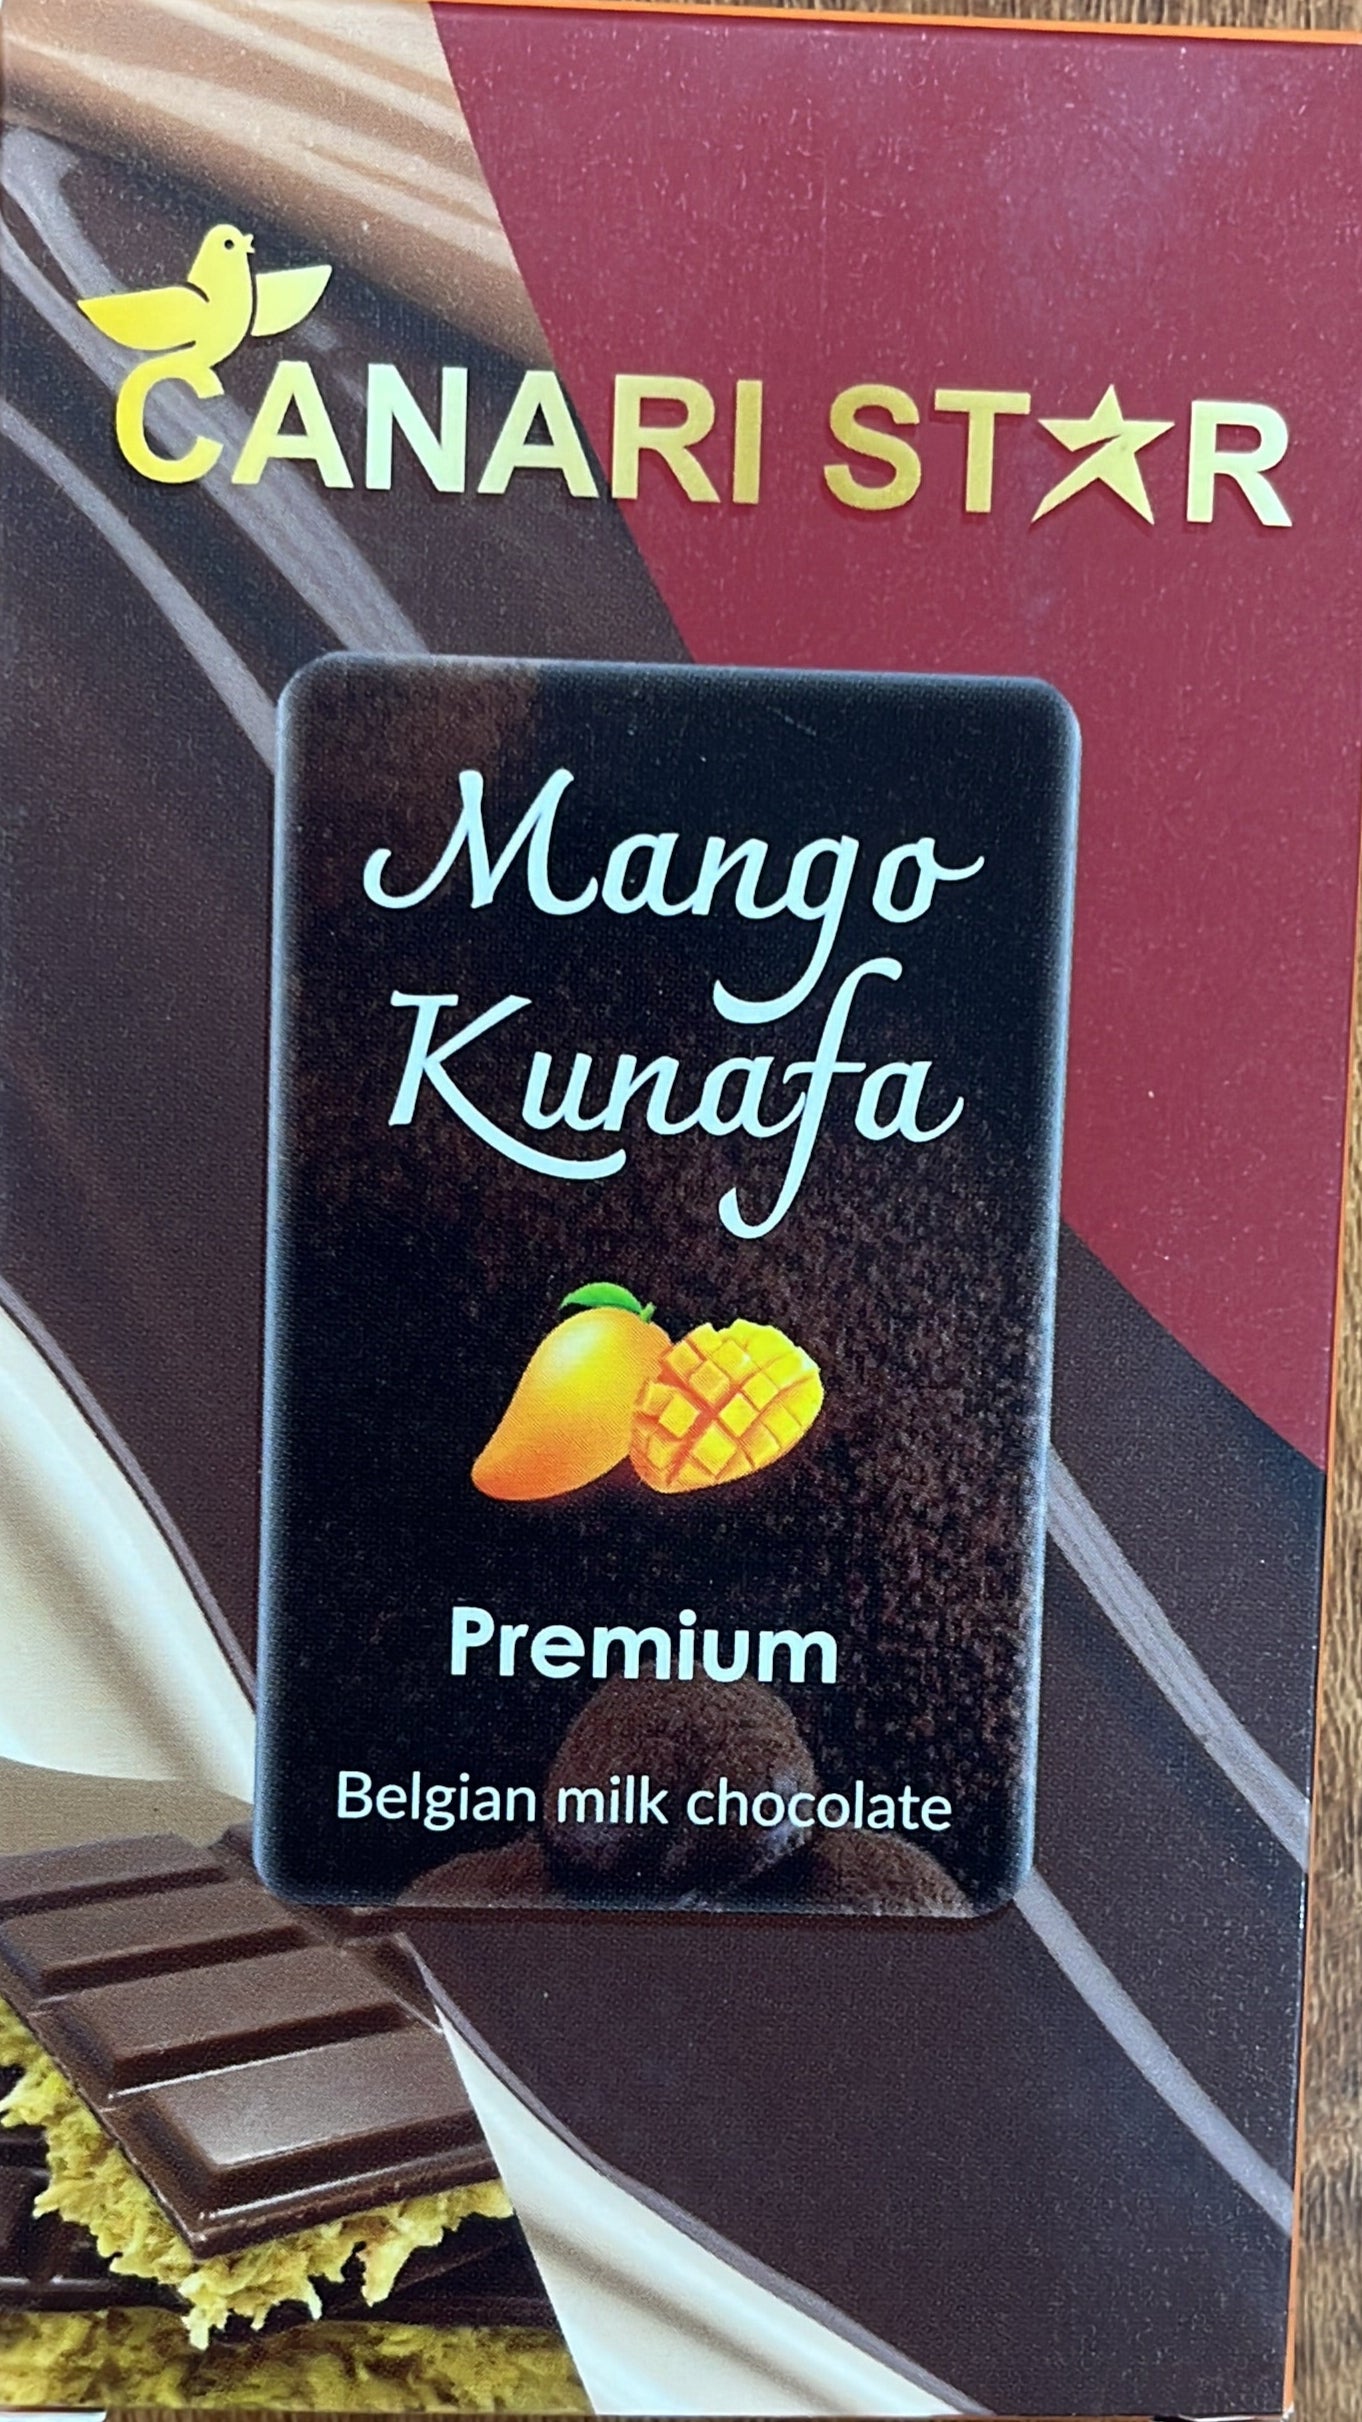 CANARI STAR
Mango
Kunafa
Premium
Belgian milk chocolate